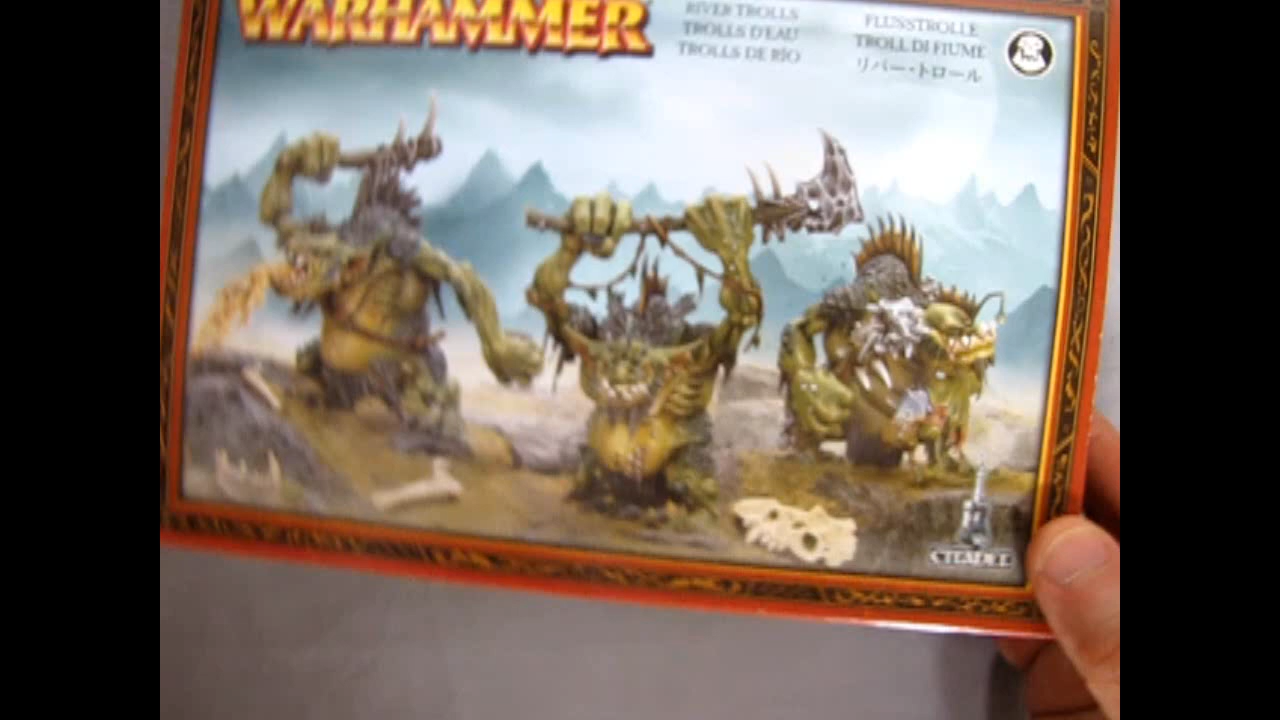 WARHAMMER
RIVER TROLLS
TROLLS D'EAU
TROLLS DE RÍO
FLUSSTROLLE
TROLL DI FIUME
リバー・トロール
CITADEL